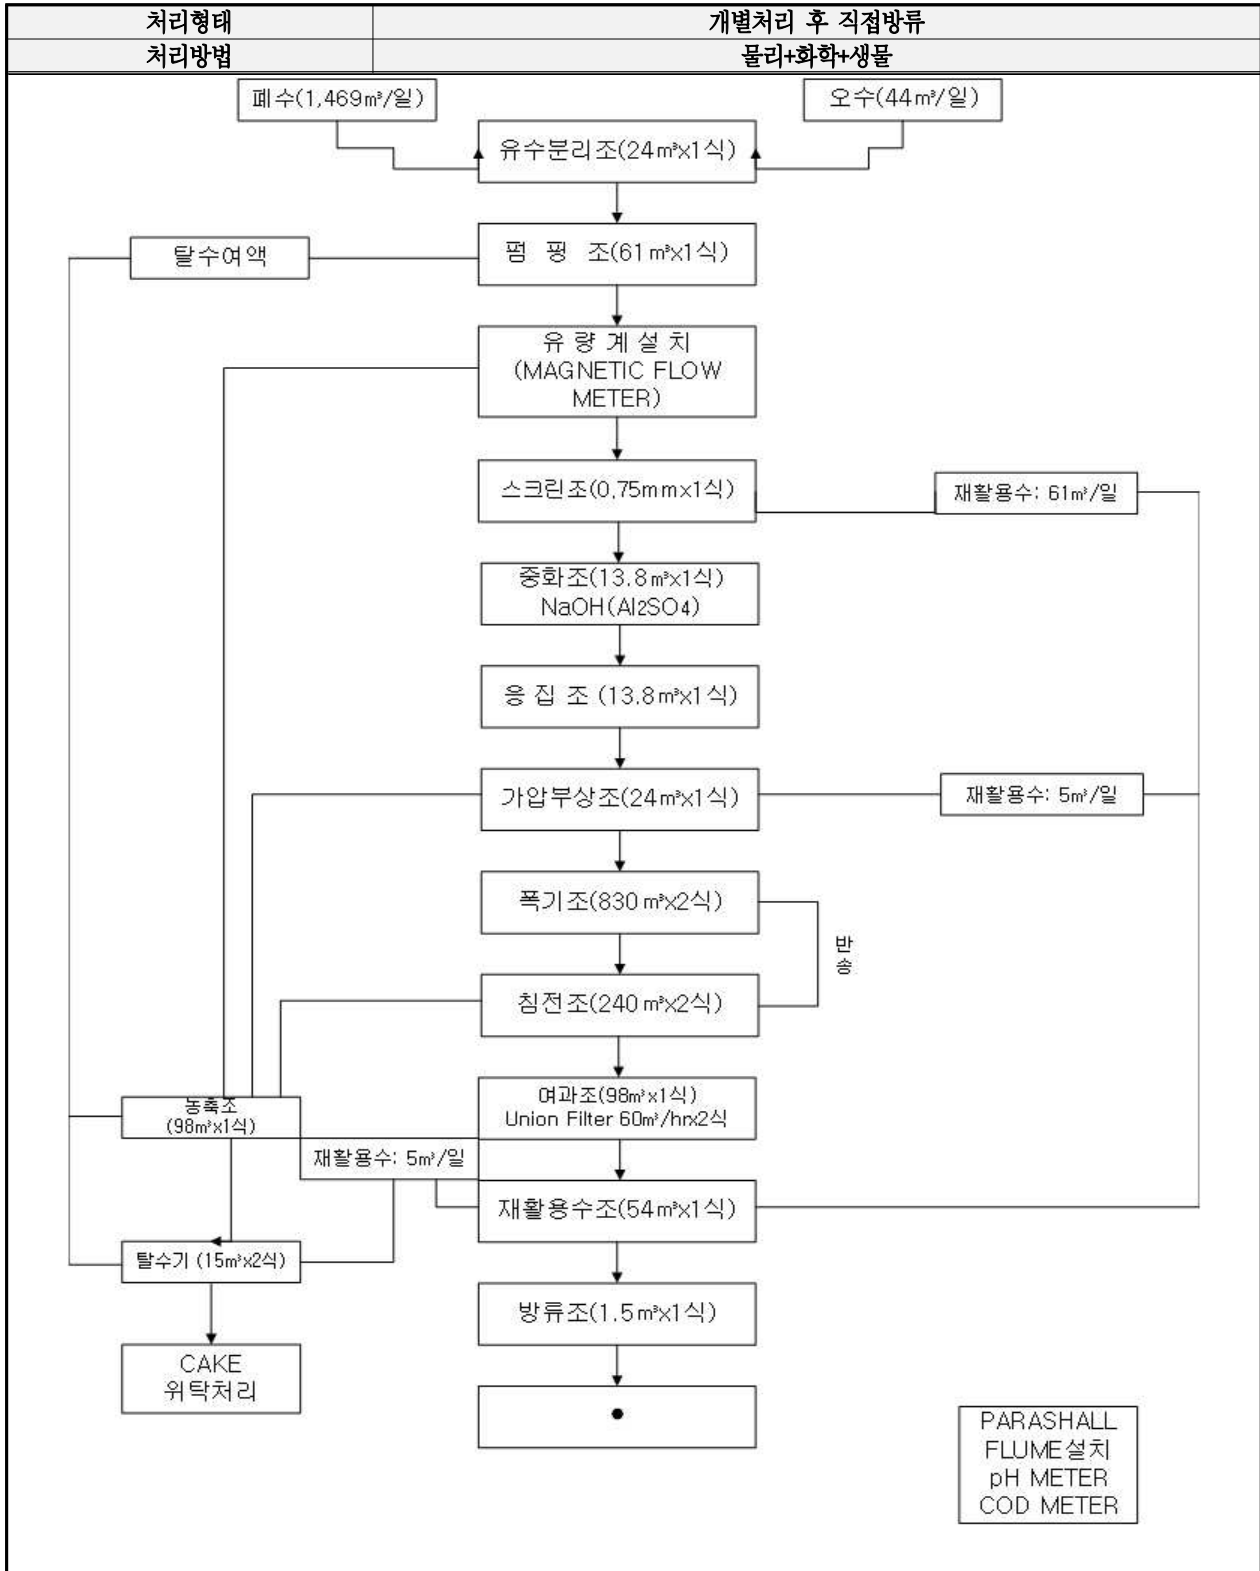 처리형태 개별처리 후 직접방류
처리방법 물리+화학+생물
폐수(1,469㎥/일) 오수(44㎥/일)
유수분리조(24㎥x1식)
탈수여액 펌 핑 조(61㎥x1식)
유 량 계 설 치
(MAGNETIC FLOW
METER)
스크린조(0.75mmx1식) 재활용수: 61㎥/일
중화조(13.8㎥x1식)
NaOH(Al2SO4)
응 집 조 (13.8㎥x1식)
가압부상조(24㎥x1식) 재활용수: 5㎥/일
폭기조(830㎥x2식)
반
송
침전조(240㎥x2식)
농축조
(98㎥x1식)
여과조(98㎥x1식)
Union Filter 60㎥/hrx2식
재활용수: 5㎥/일
재활용수조(54㎥x1식)
탈수기 (15㎥x2식)
방류조(1.5㎥x1식)
CAKE
위탁처리
PARASHALL
FLUME설치
pH METER
COD METER